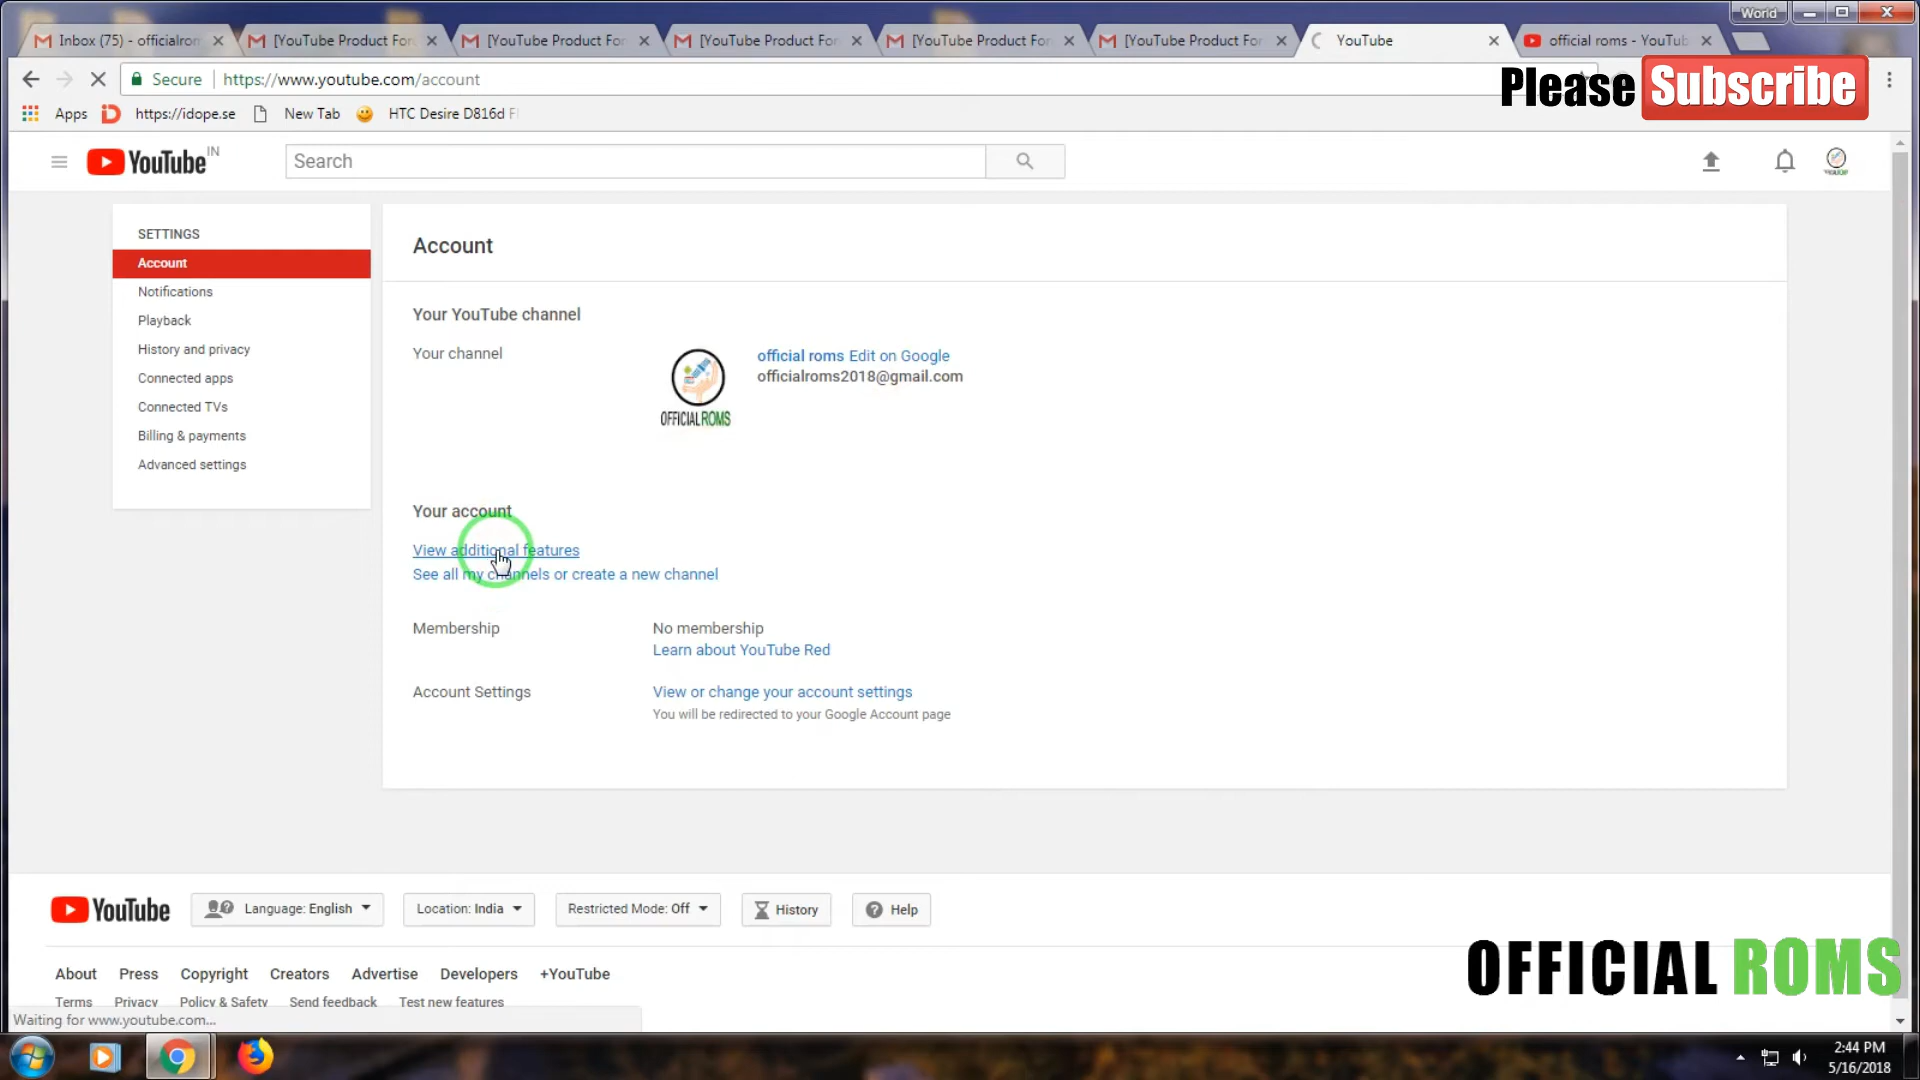 World
Inbox (75) - officialrom
[YouTube Product For
[YouTube Product For
[YouTube Product For
[YouTube Product For
[YouTube Product For
YouTube
official roms - YouTub
Secure
https://www.youtube.com/account
Please Subscribe
Apps
https://idope.se
New Tab
HTC Desire D816d F
YouTube IN
Search
SETTINGS
Account
Notifications
Playback
History and privacy
Connected apps
Connected TVs
Billing & payments
Advanced settings
Account
Your YouTube channel
Your channel
OFFICIALROMS
official roms Edit on Google
officialroms2018@gmail.com
Your account
View additional features
See all my channels or create a new channel
Membership
No membership
Learn about YouTube Red
Account Settings
View or change your account settings
You will be redirected to your Google Account page
YouTube
Language: English
Location: India
Restricted Mode: Off
History
Help
About Press Copyright Creators Advertise Developers +YouTube
Terms Privacy Policy & Safety Send feedback Test new features
OFFICIAL ROMS
Waiting for www.youtube.com...
2:44 PM
5/16/2018